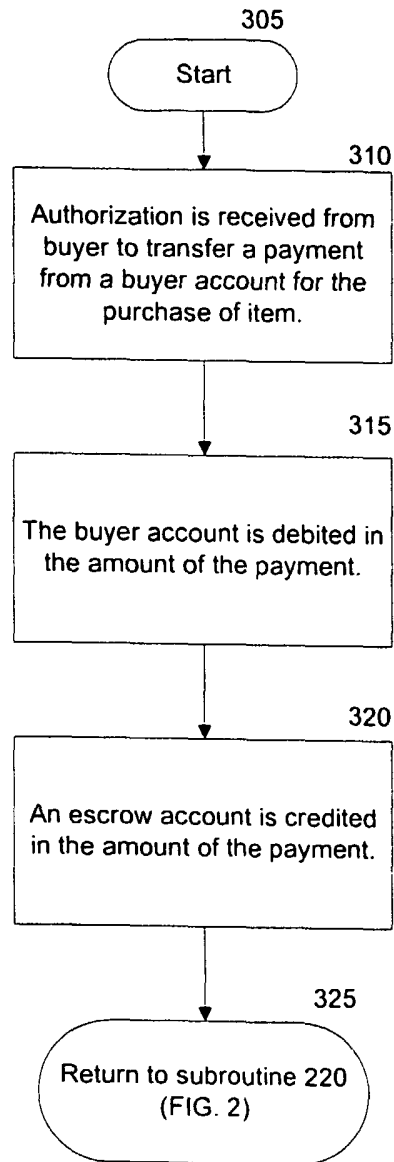 305
Start
310
Authorization is received from
buyer to transfer a payment
from a buyer account for the
purchase of item.
315
The buyer account is debited in
the amount of the payment.
320
An escrow account is credited
in the amount of the payment.
325
Return to subroutine 220
(FIG. 2)